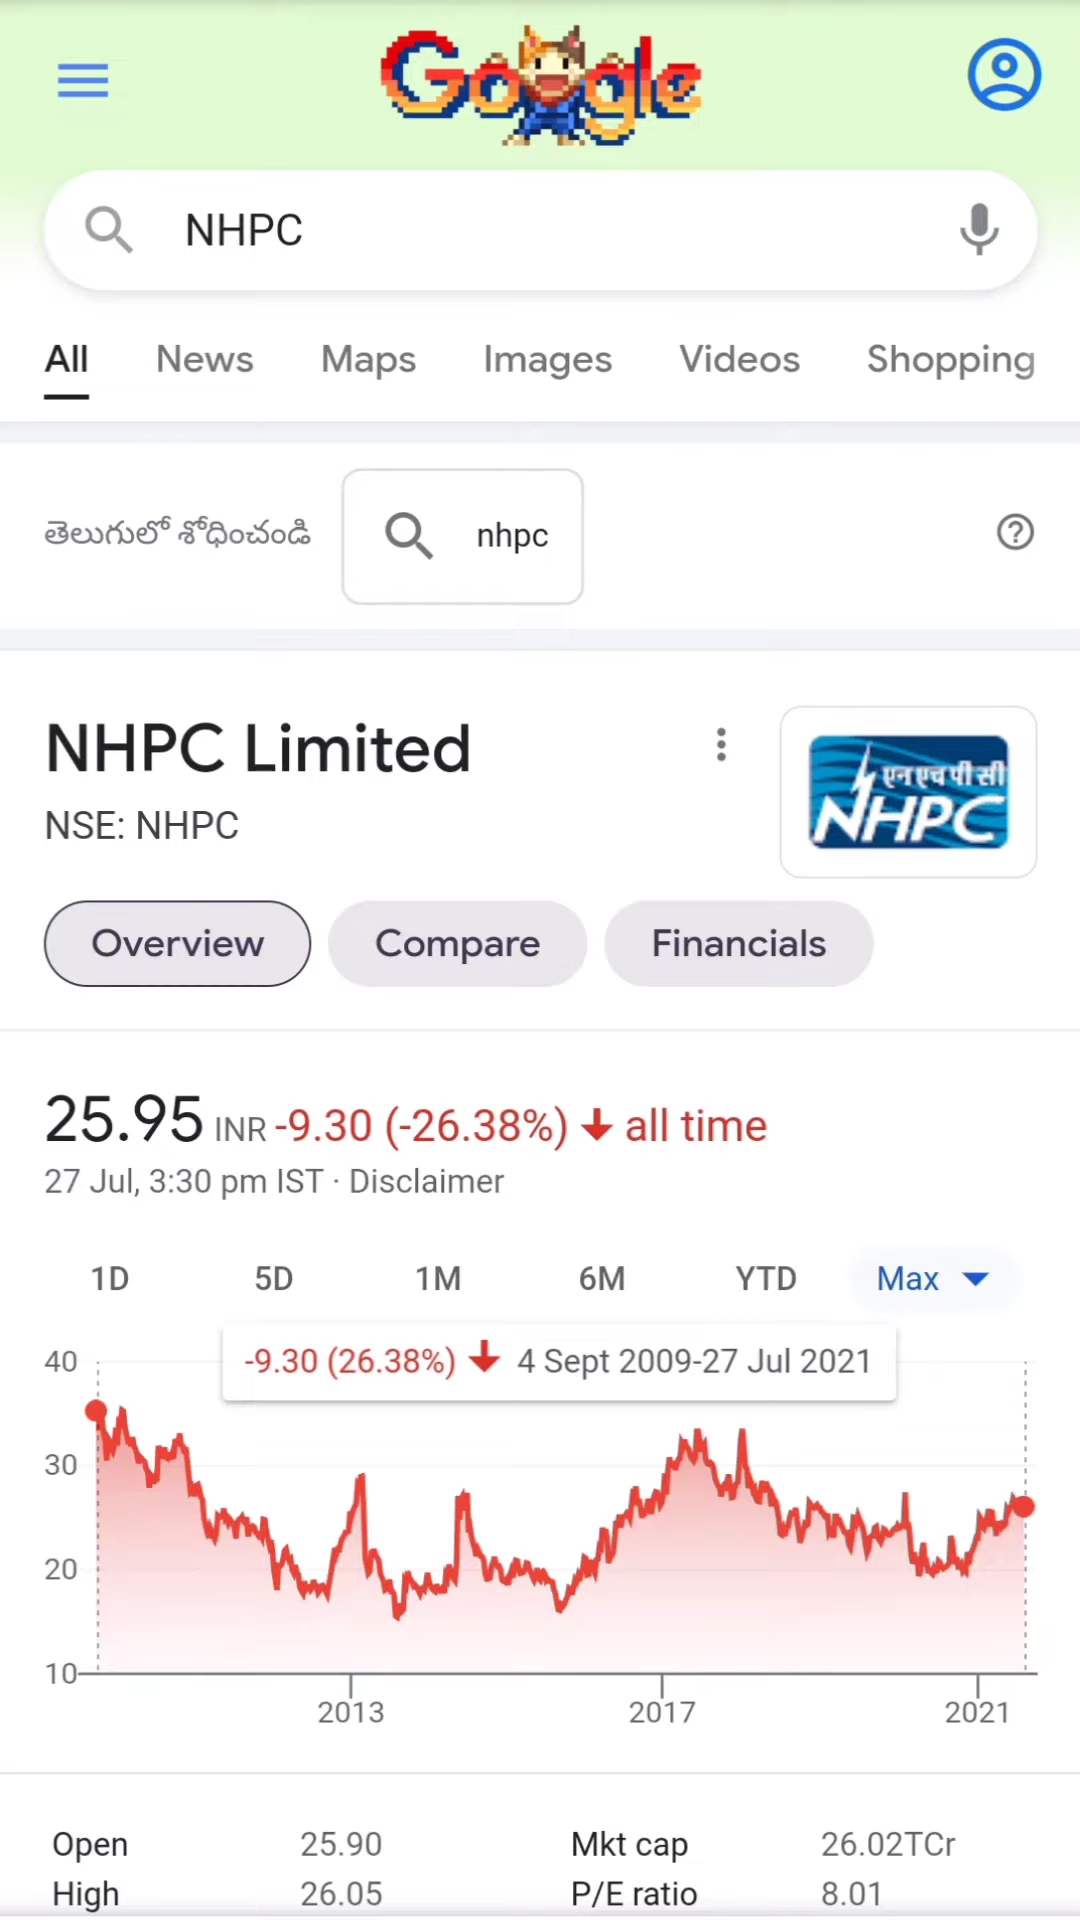 Google
NHPC
All News Maps Images Videos Shopping
తెలుగులో శోధించండి nhpc
NHPC Limited
NSE: NHPC
एन एच पी सी
NHPC
Overview Compare Financials
25.95 INR -9.30 (-26.38%) all time
27 Jul, 3:30 pm IST · Disclaimer
1D 5D 1M 6M YTD Max
-9.30 (26.38%) 4 Sept 2009-27 Jul 2021
40
30
20
10
2013 2017 2021
Open 25.90 Mkt cap 26.02TCr
High 26.05 P/E ratio 8.01